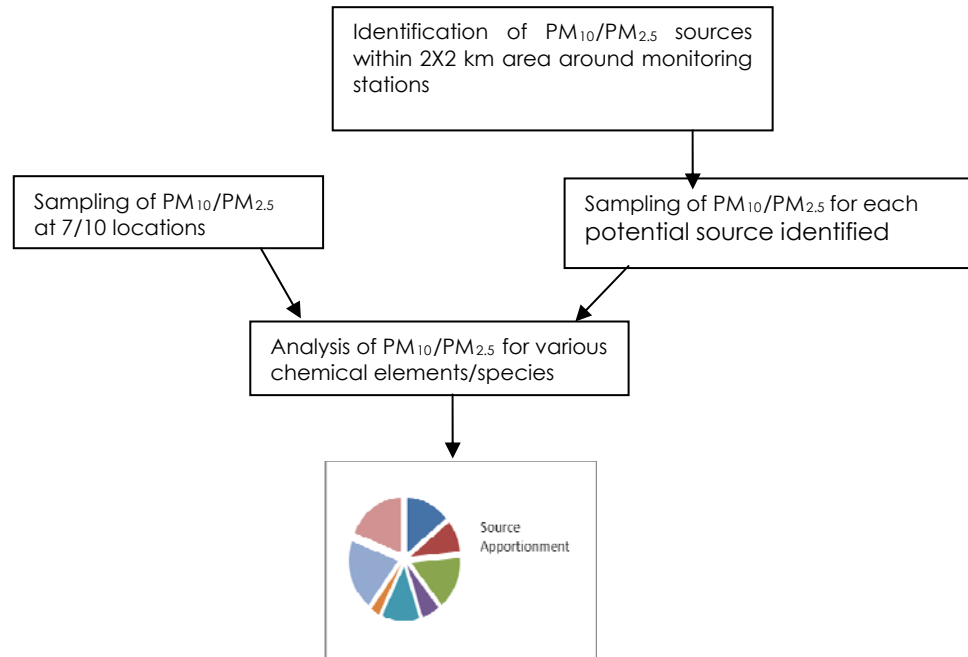 Identification of PM₁₀/PM₂.₅ sources
within 2X2 km area around monitoring
stations
Sampling of PM₁₀/PM₂.₅
at 7/10 locations
Sampling of PM₁₀/PM₂.₅ for each
potential source identified
Analysis of PM₁₀/PM₂.₅ for various
chemical elements/species
Source
Apportionment